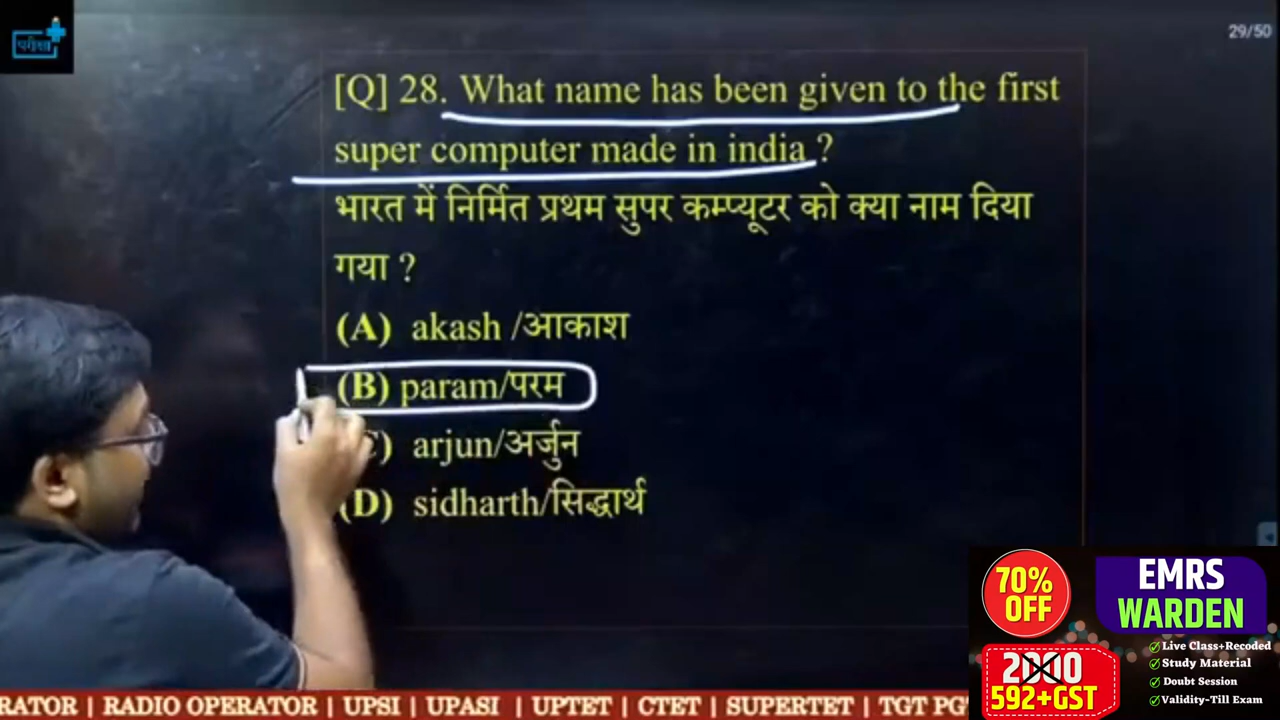 परीक्षा
29/50
[Q] 28. What name has been given to the first
super computer made in india ?
भारत में निर्मित प्रथम सुपर कम्प्यूटर को क्या नाम दिया
गया ?
(A) akash /आकाश
(B) param/परम
C) arjun/अर्जुन
(D) sidharth/सिद्धार्थ
70%
OFF
EMRS
WARDEN
2000
592+GST
Live Class+Recoded
Study Material
Doubt Session
Validity-Till Exam
RATOR | RADIO OPERATOR | UPSI | UPASI | UPTET | CTET | SUPERTET | TGT PG